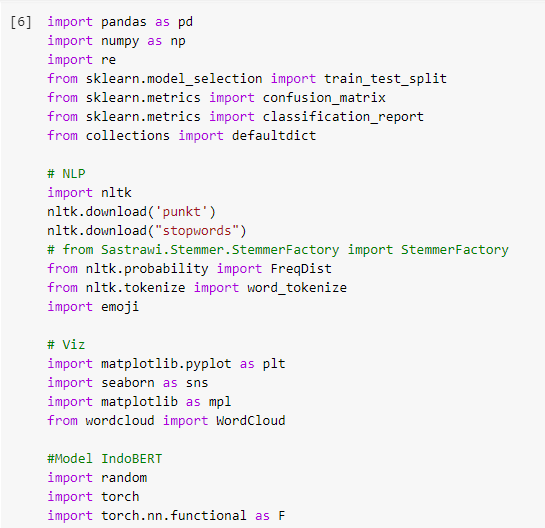 [6] import pandas as pd
import numpy as np
import re
from sklearn.model_selection import train_test_split
from sklearn.metrics import confusion_matrix
from sklearn.metrics import classification_report
from collections import defaultdict
# NLP
import nltk
nltk.download('punkt')
nltk.download("stopwords")
# from Sastrawi.Stemmer.StemmerFactory import StemmerFactory
from nltk.probability import FreqDist
from nltk.tokenize import word_tokenize
import emoji
# Viz
import matplotlib.pyplot as plt
import seaborn as sns
import matplotlib as mpl
from wordcloud import WordCloud
#Model IndoBERT
import random
import torch
import torch.nn.functional as F